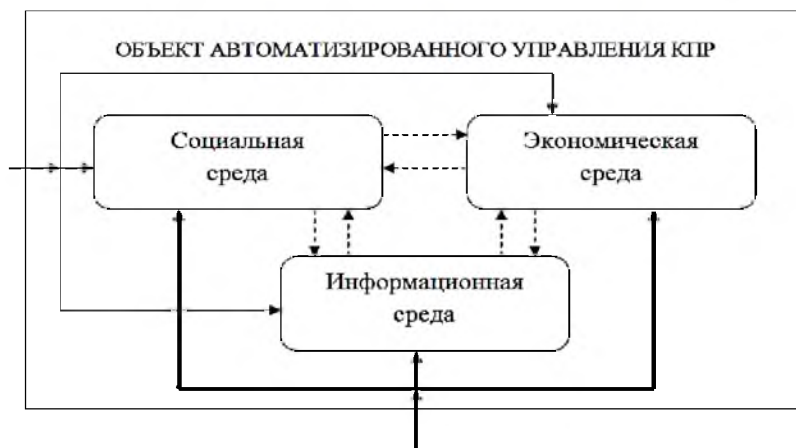 ОБЪЕКТ АВТОМАТИЗИРОВАННОГО УПРАВЛЕНИЯ КПР
Социальная
среда
Экономическая
среда
Информационная
среда